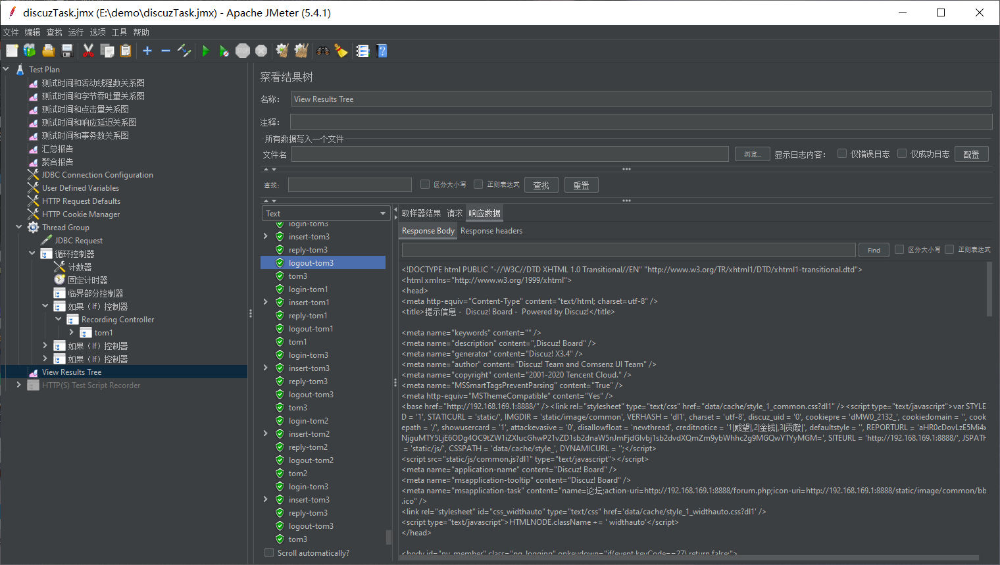 discuzTask.jmx (E:\demo\discuzTask.jmx) - Apache JMeter (5.4.1)
文件 编辑 查找 运行 选项 工具 帮助
Test Plan
测试时间和活动线程数关系图
测试时间和字节吞吐量关系图
测试时间和点击量关系图
测试时间和响应延迟关系图
测试时间和事务数关系图
汇总报告
聚合报告
JDBC Connection Configuration
User Defined Variables
HTTP Request Defaults
HTTP Cookie Manager
Thread Group
JDBC Request
循环控制器
计数器
固定计时器
临界部分控制器
如果（If）控制器
Recording Controller
tom1
如果（If）控制器
如果（If）控制器
View Results Tree
HTTP(S) Test Script Recorder
察看结果树
名称： View Results Tree
注释：
所有数据写入一个文件
文件名 浏览... 显示日志内容： 仅错误日志 仅成功日志 配置
查找： 区分大小写 正则表达式 查找 重置
Text
login-tom3
insert-tom3
reply-tom3
logout-tom3
tom3
login-tom1
insert-tom1
reply-tom1
logout-tom1
tom1
login-tom3
insert-tom3
reply-tom3
logout-tom3
tom3
login-tom2
insert-tom2
reply-tom2
logout-tom2
tom2
login-tom3
insert-tom3
reply-tom3
logout-tom3
tom3
Scroll automatically?
取样器结果 请求 响应数据
Response Body Response headers
Find 区分大小写 正则表达式
<!DOCTYPE html PUBLIC "-//W3C//DTD XHTML 1.0 Transitional//EN" "http://www.w3.org/TR/xhtml1/DTD/xhtml1-transitional.dtd">
<html xmlns="http://www.w3.org/1999/xhtml">
<head>
<meta http-equiv="Content-Type" content="text/html; charset=utf-8" />
<title>提示信息 -  Discuz! Board -  Powered by Discuz!</title>
<meta name="keywords" content="" />
<meta name="description" content=",Discuz! Board" />
<meta name="generator" content="Discuz! X3.4" />
<meta name="author" content="Discuz! Team and Comsenz UI Team" />
<meta name="copyright" content="2001-2020 Tencent Cloud." />
<meta name="MSSmartTagsPreventParsing" content="True" />
<meta http-equiv="MSThemeCompatible" content="Yes" />
<base href="http://192.168.169.1:8888/" /><link rel="stylesheet" type="text/css" href="data/cache/style_1_common.css?dl1" /><script type="text/javascript">var STYLE
D = '1', STATICURL = 'static/', IMGDIR = 'static/image/common', VERHASH = 'dl1', charset = 'utf-8', discuz_uid = '0', cookiepre = 'dMW0_2132_', cookiedomain = '', cook
epath = '/', showusercard = '1', attackevasive = '0', disallowfloat = 'newthread', creditnotice = '1|威望|,2|金钱|,3|贡献|', defaultstyle = '', REPORTURL = 'aHR0cDovLzE5Mi4x
NjguMTY5LjE6ODg4OC9tZW1iZXIucGhwP21vZD1sb2dnaW5nJmFjdGlvbj1sb2dvdXQmZm9ybWhhc2g9MGQwYTYyMGM=', SITEURL = 'http://192.168.169.1:8888/', JSPATH
= 'static/js/', CSSPATH = 'data/cache/style_', DYNAMICURL = '';</script>
<script src="static/js/common.js?dl1" type="text/javascript"></script>
<meta name="application-name" content="Discuz! Board" />
<meta name="msapplication-tooltip" content="Discuz! Board" />
<meta name="msapplication-task" content="name=论坛;action-uri=http://192.168.169.1:8888/forum.php;icon-uri=http://192.168.169.1:8888/static/image/common/bb
.ico" />
<link rel="stylesheet" id="css_widthauto" type="text/css" href='data/cache/style_1_widthauto.css?dl1' />
<script type="text/javascript">HTMLNODE.className += ' widthauto'</script>
</head>
<body id="nv_member" class="pg_logging" onkeydown="if(event.keyCode==27) return false;">